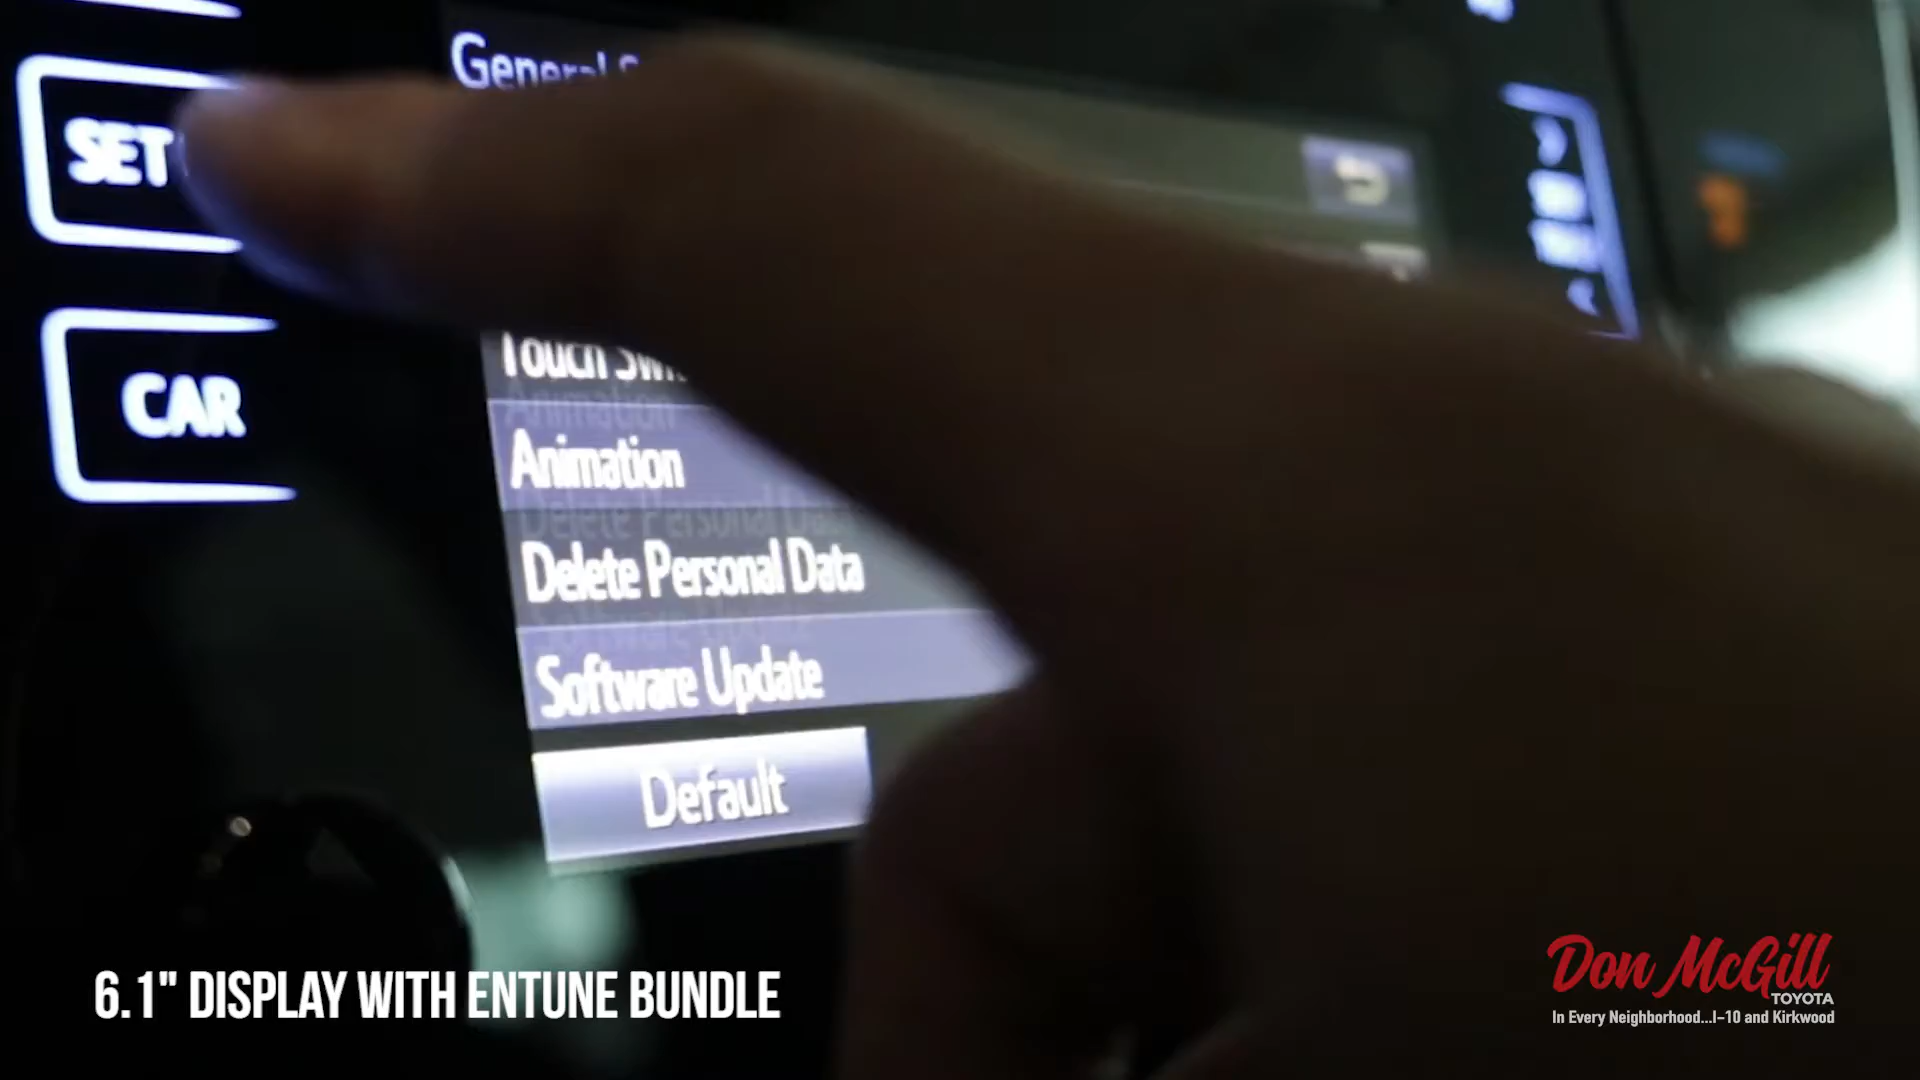 General
SET
CAR
Touch
Animation
Delete Personal Data
Software Update
Default
6.1" DISPLAY WITH ENTUNE BUNDLE
Don McGill
TOYOTA
In Every Neighborhood...I-10 and Kirkwood